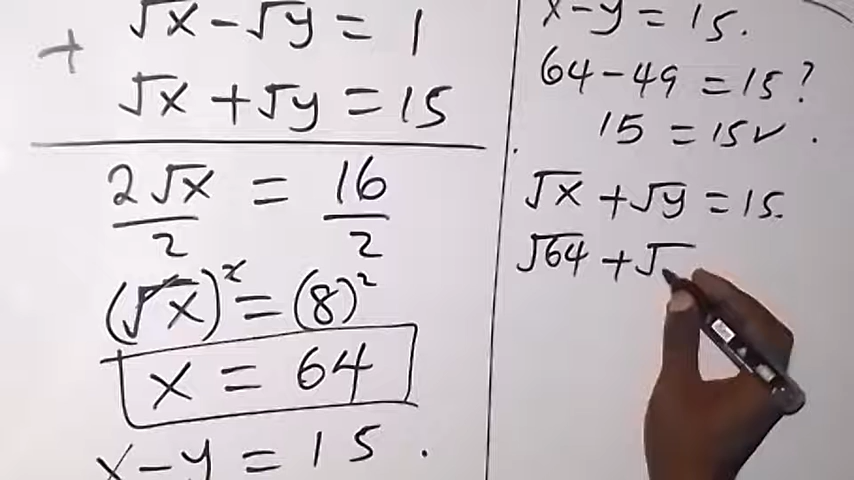 √x - √y = 1
+ √x + √y = 15
2√x = 16
2 2
(√x)² = (8)²
x = 64
x - y = 15 .
x - y = 15.
64 - 49 = 15?
15 = 15✓ .
√x + √y = 15.
√64 + √